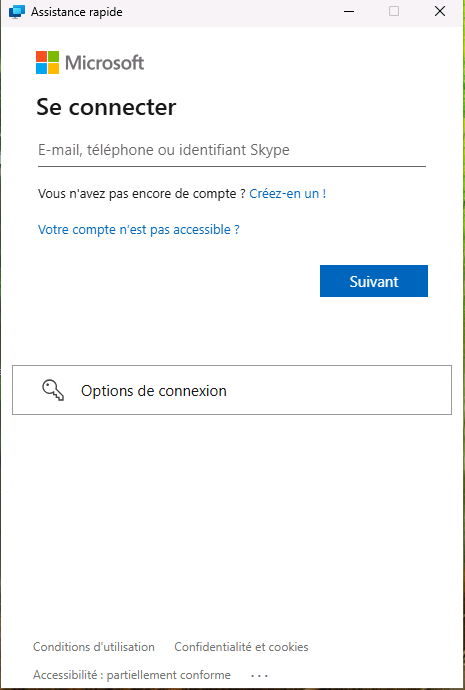 Assistance rapide
Microsoft
Se connecter
E-mail, téléphone ou identifiant Skype
Vous n'avez pas encore de compte ? Créez-en un !
Votre compte n'est pas accessible ?
Suivant
Options de connexion
Conditions d'utilisation Confidentialité et cookies
Accessibilité : partiellement conforme ...